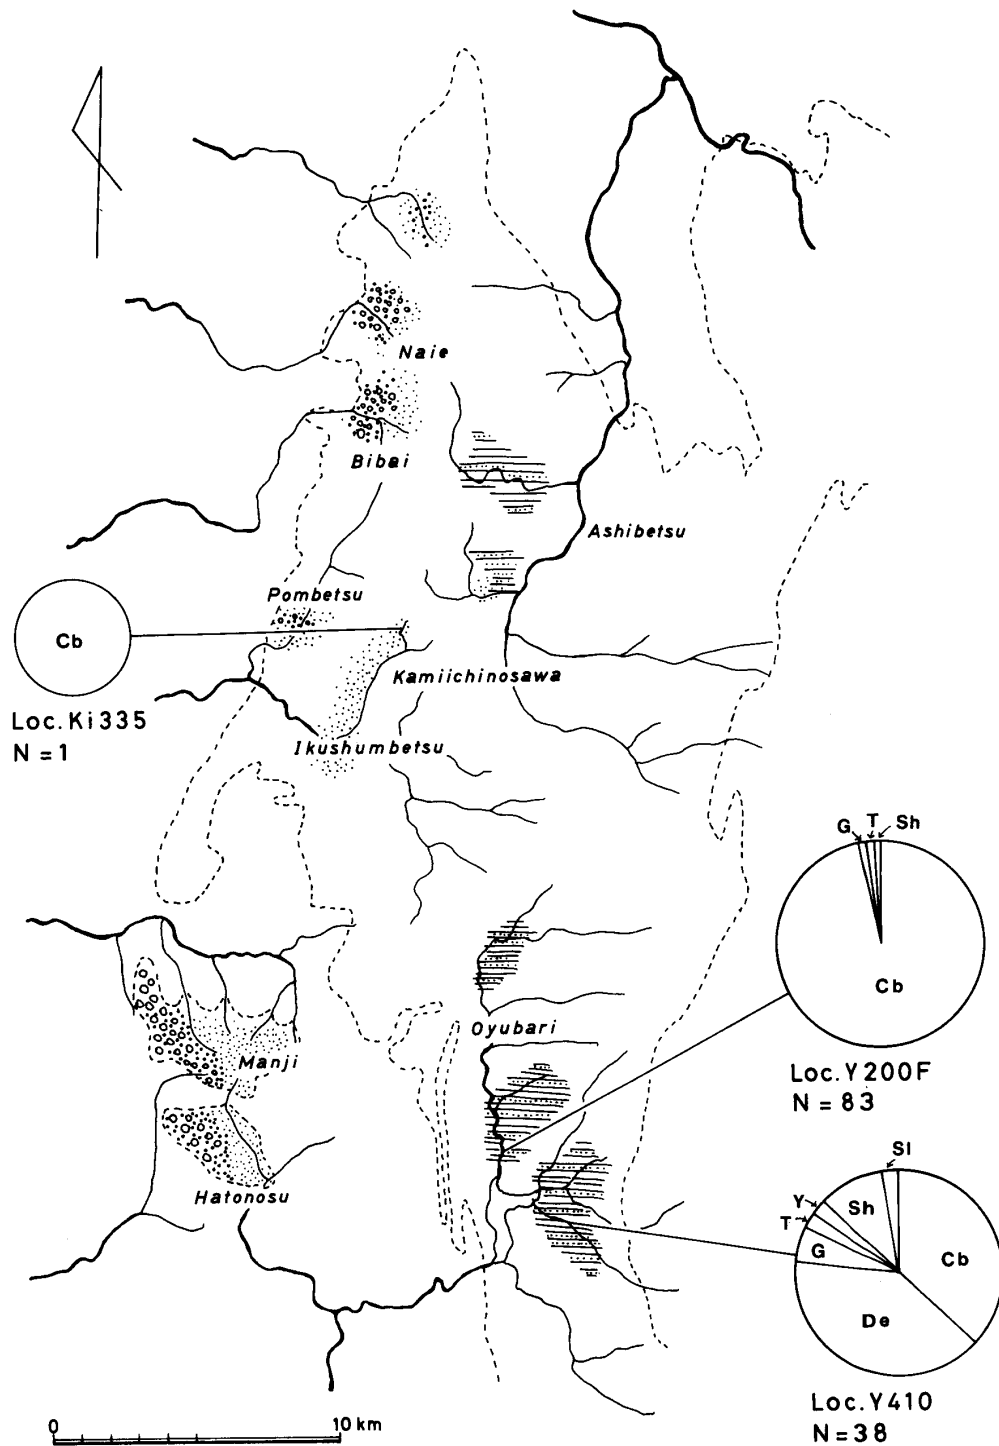 Naie
Bibai
Ashibetsu
Pombetsu
Cb
Kamiichinosawa
Loc. Ki335
N = 1
Ikushumbetsu
G
T
Sh
Cb
Oyubari
Manji
Loc. Y200F
N = 83
Hatonosu
Sl
Y
Sh
T
G
Cb
De
Loc. Y410
N = 38
0
10 km